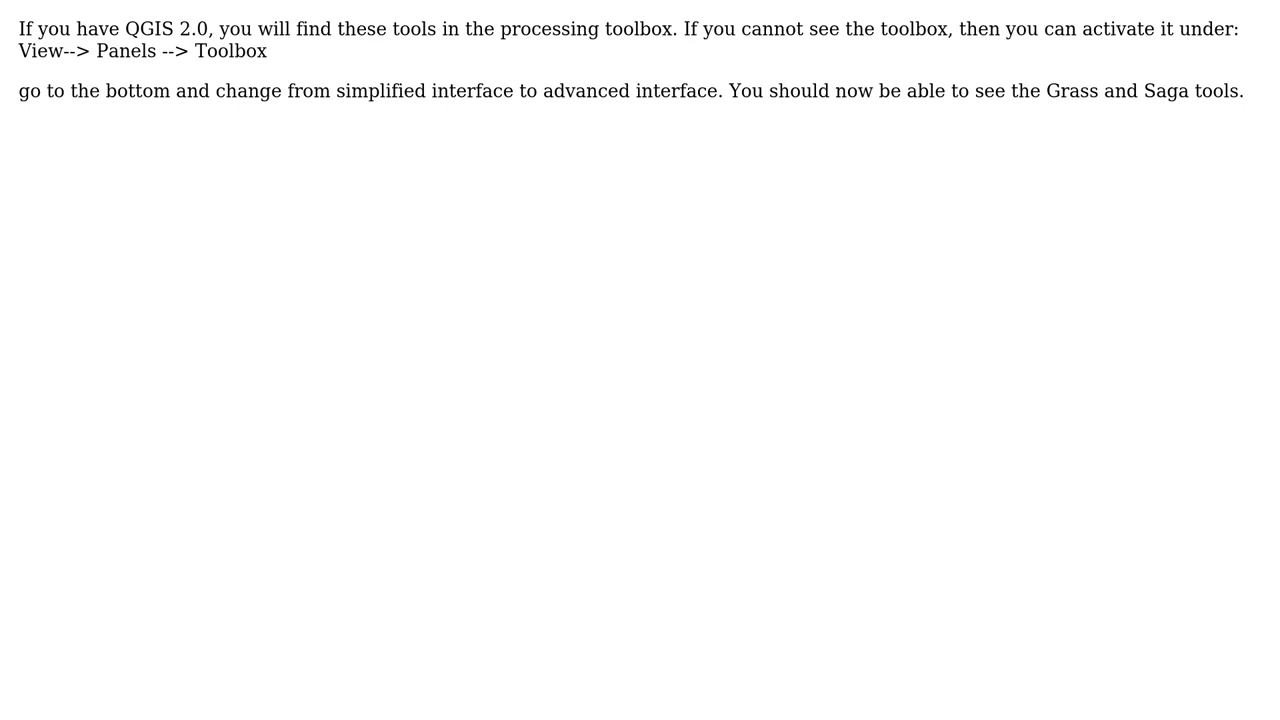 If you have QGIS 2.0, you will find these tools in the processing toolbox. If you cannot see the toolbox, then you can activate it under:
View--> Panels --> Toolbox
go to the bottom and change from simplified interface to advanced interface. You should now be able to see the Grass and Saga tools.